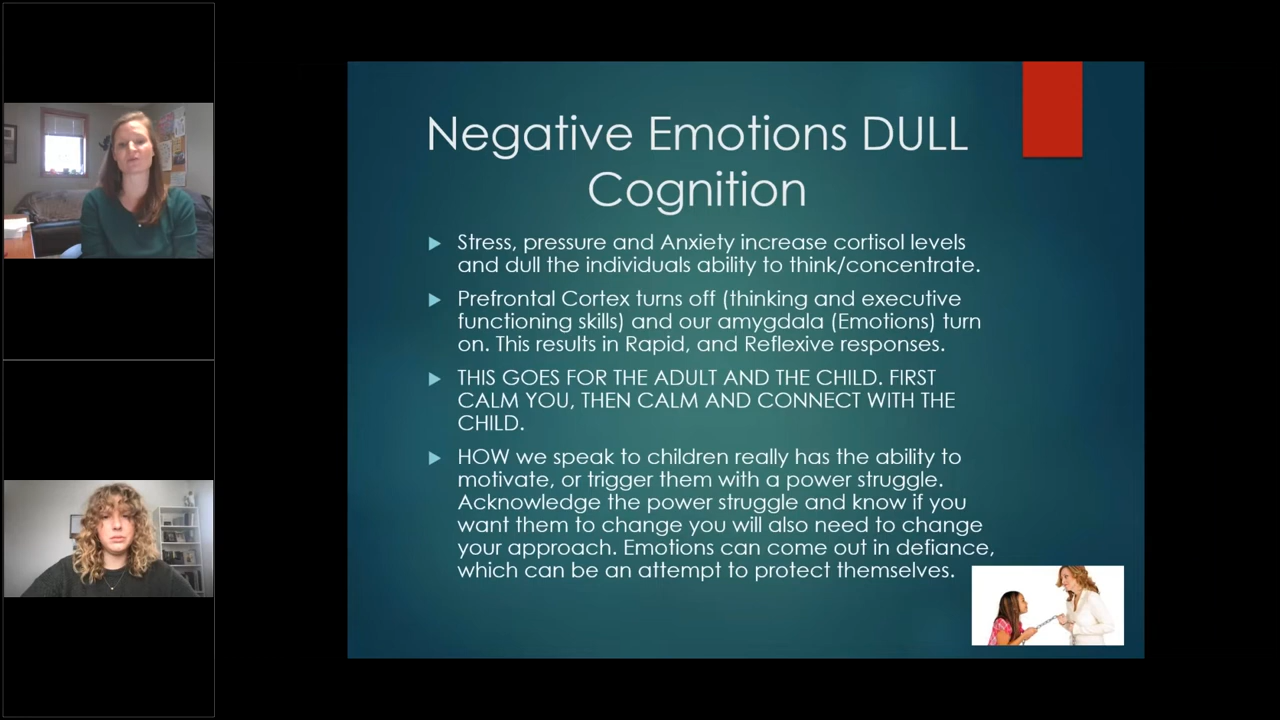 Negative Emotions DULL
Cognition
Stress, pressure and Anxiety increase cortisol levels
and dull the individuals ability to think/concentrate.
Prefrontal Cortex turns off (thinking and executive
functioning skills) and our amygdala (Emotions) turn
on. This results in Rapid, and Reflexive responses.
THIS GOES FOR THE ADULT AND THE CHILD. FIRST
CALM YOU, THEN CALM AND CONNECT WITH THE
CHILD.
HOW we speak to children really has the ability to
motivate, or trigger them with a power struggle.
Acknowledge the power struggle and know if you
want them to change you will also need to change
your approach. Emotions can come out in defiance,
which can be an attempt to protect themselves.